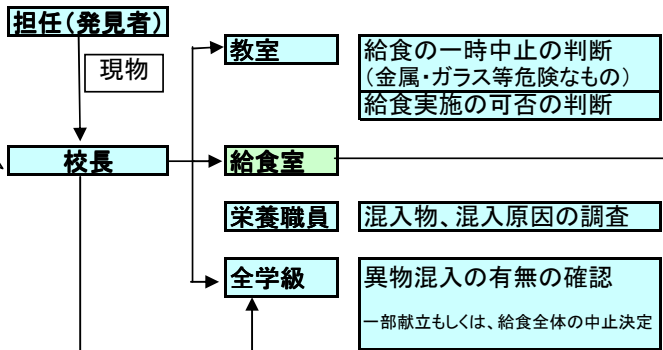 担任(発見者)
現物
教室
給食の一時中止の判断
(金属・ガラス等危険なもの)
給食実施の可否の判断
校長
給食室
栄養職員
混入物、混入原因の調査
全学級
異物混入の有無の確認
一部献立もしくは、給食全体の中止決定